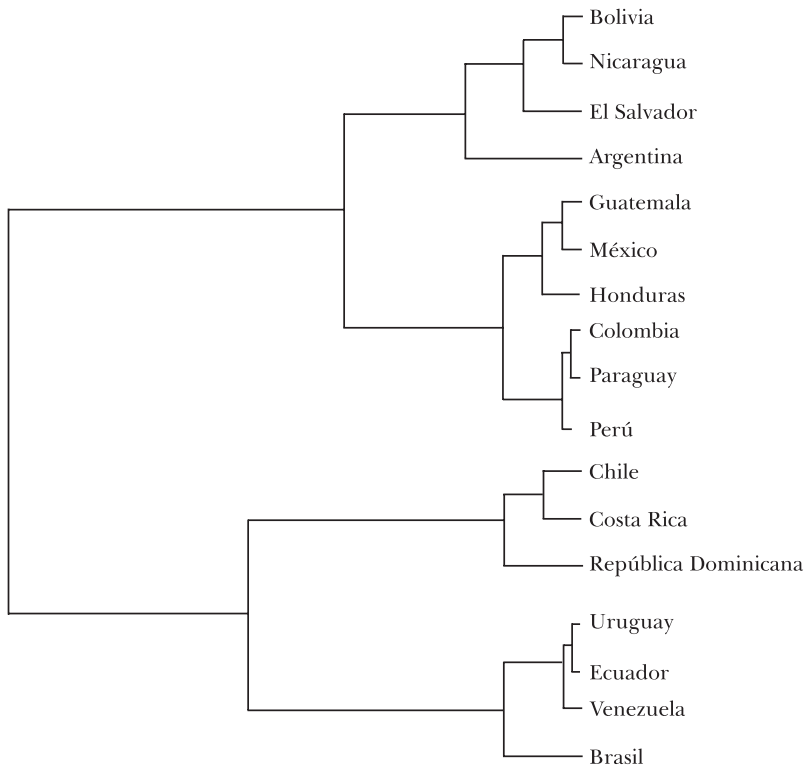 Bolivia
Nicaragua
El Salvador
Argentina
Guatemala
México
Honduras
Colombia
Paraguay
Perú
Chile
Costa Rica
República Dominicana
Uruguay
Ecuador
Venezuela
Brasil